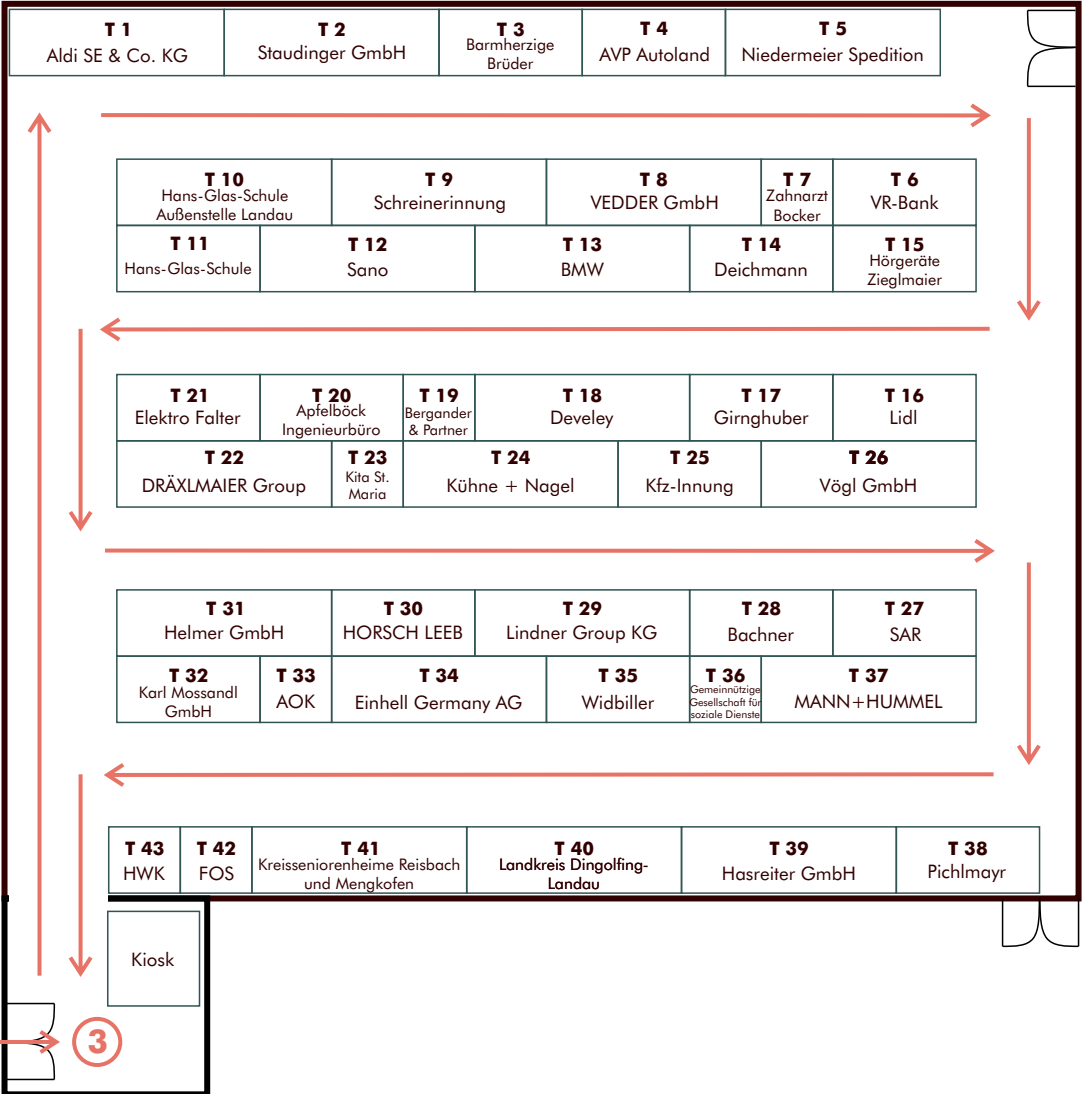 T 1
Aldi SE & Co. KG
T 2
Staudinger GmbH
T 3
Barmherzige
Brüder
T 4
AVP Autoland
T 5
Niedermeier Spedition
T 10
Hans-Glas-Schule
Außenstelle Landau
T 9
Schreinerinnung
T 8
VEDDER GmbH
T 7
Zahnarzt
Bocker
T 6
VR-Bank
T 11
Hans-Glas-Schule
T 12
Sano
T 13
BMW
T 14
Deichmann
T 15
Hörgeräte
Zieglmaier
T 21
Elektro Falter
T 20
Apfelböck
Ingenieurbüro
T 19
Bergander
& Partner
T 18
Develey
T 17
Girnghuber
T 16
Lidl
T 22
DRÄXLMAIER Group
T 23
Kita St.
Maria
T 24
Kühne + Nagel
T 25
Kfz-Innung
T 26
Vögl GmbH
T 31
Helmer GmbH
T 30
HORSCH LEEB
T 29
Lindner Group KG
T 28
Bachner
T 27
SAR
T 32
Karl Mossandl
GmbH
T 33
AOK
T 34
Einhell Germany AG
T 35
Widbiller
T 36
Gemeinnützige
Gesellschaft für
soziale Dienste
T 37
MANN+HUMMEL
T 43
HWK
T 42
FOS
T 41
Kreisseniorenheime Reisbach
und Mengkofen
T 40
Landkreis Dingolfing-
Landau
T 39
Hasreiter GmbH
T 38
Pichlmayr
Kiosk
3